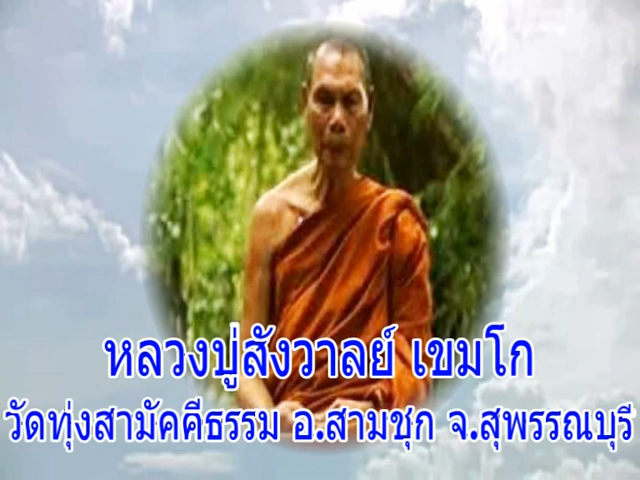 หลวงปู่สังวาลย์ เขมโก
วัดทุ่งสามัคคีธรรม อ.สามชุก จ.สุพรรณบุรี